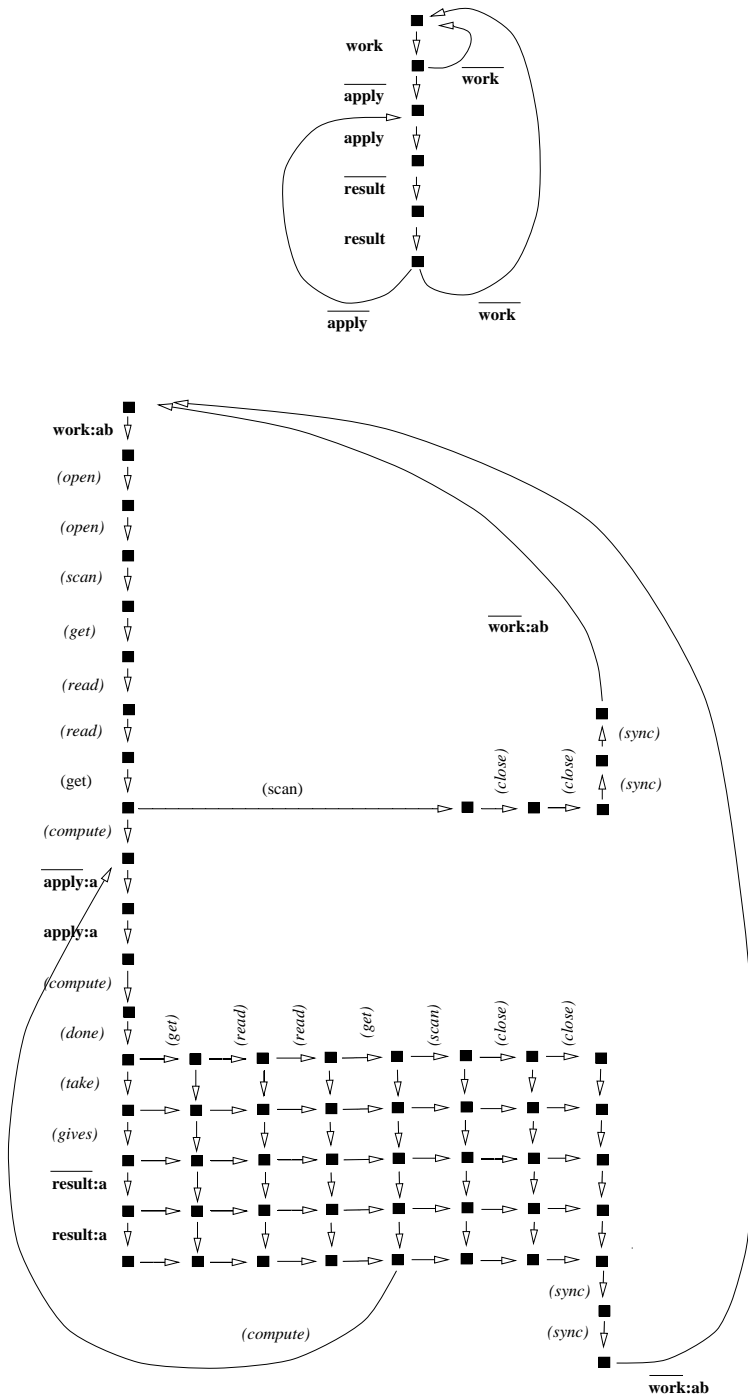 work
work
apply
apply
result
result
apply
work
work:ab
(open)
(open)
(scan)
(get)
work:ab
(read)
(read)
(sync)
(get)
(scan)
(close)
(close)
(sync)
(compute)
apply:a
apply:a
(compute)
(done)
(get)
(read)
(read)
(get)
(scan)
(close)
(close)
(take)
(gives)
result:a
result:a
(sync)
(compute)
(sync)
work:ab